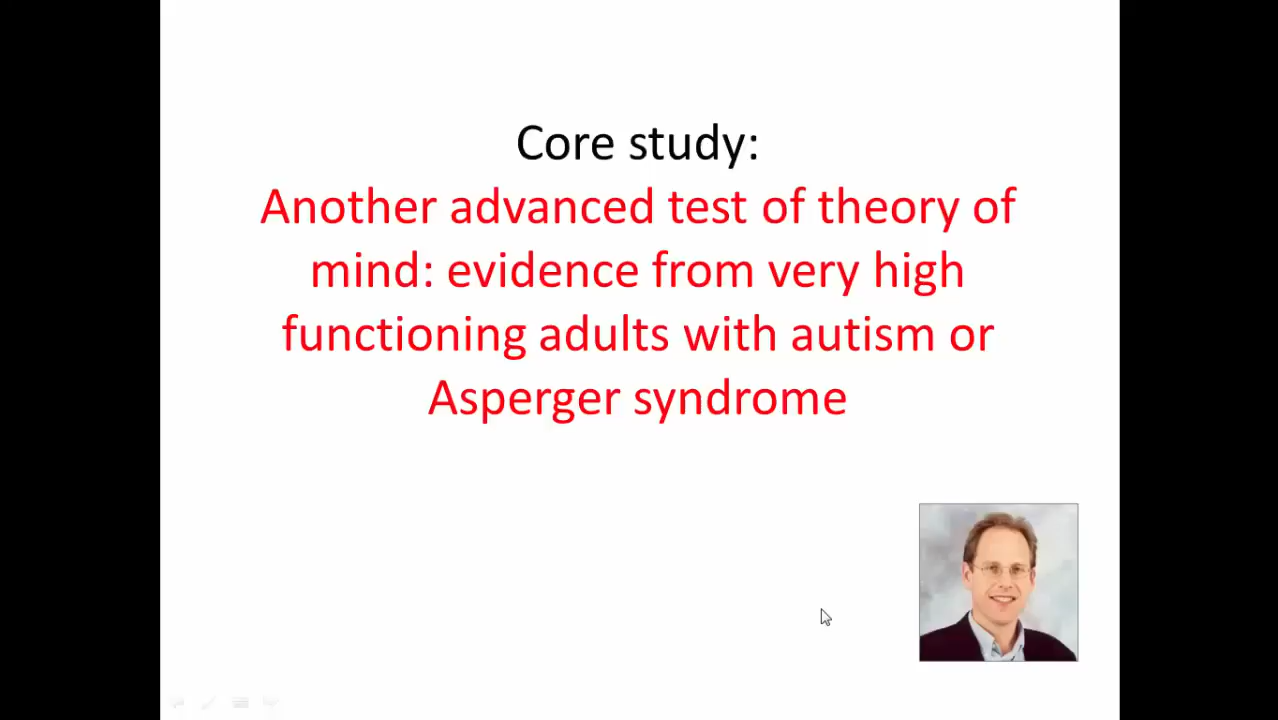 Core study:
Another advanced test of theory of
mind: evidence from very high
functioning adults with autism or
Asperger syndrome